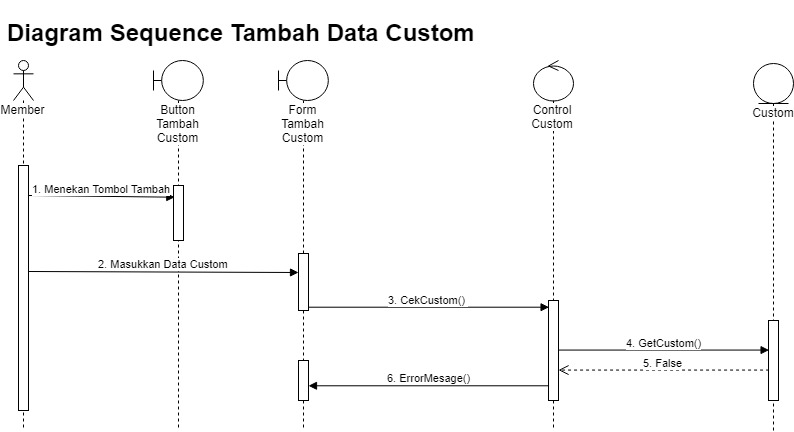 Diagram Sequence Tambah Data Custom
Member
Button
Tambah
Custom
Form
Tambah
Custom
Control
Custom
Custom
1. Menekan Tombol Tambah
2. Masukkan Data Custom
3. CekCustom()
4. GetCustom()
5. False
6. ErrorMesage()